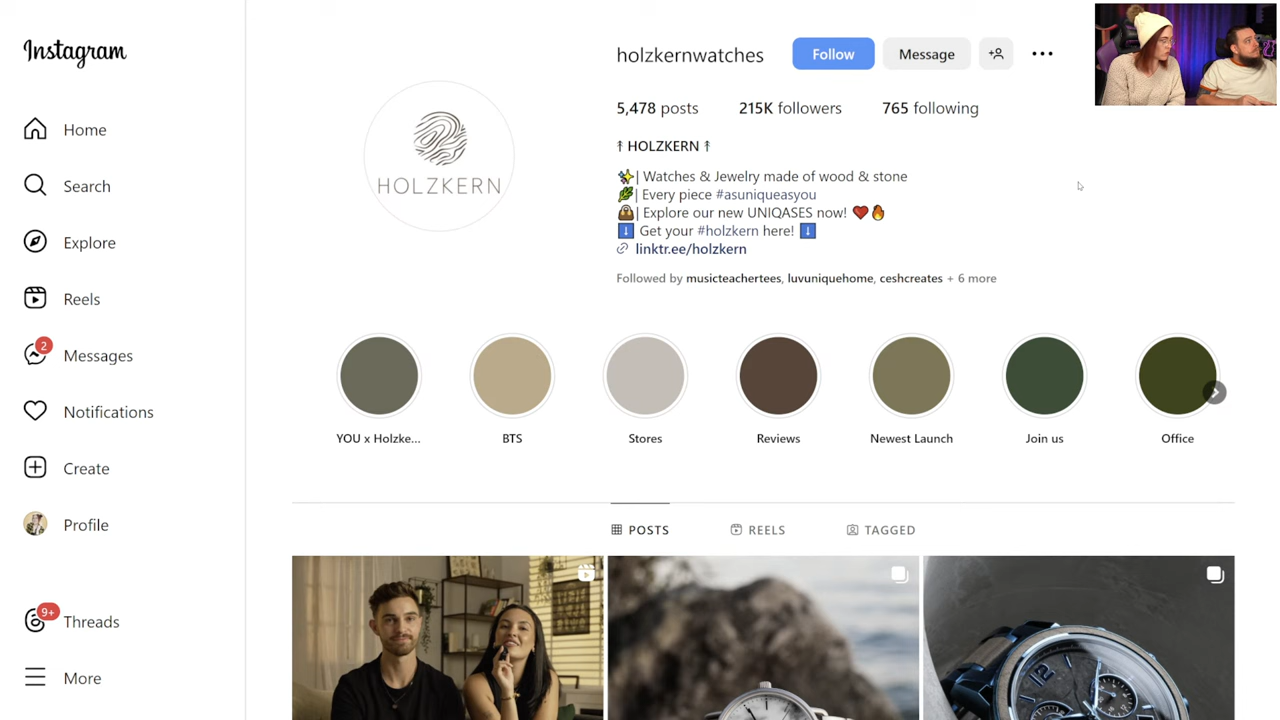 Instagram
Home
Search
Explore
Reels
2
Messages
Notifications
Create
Profile
9+
Threads
More
HOLZKERN
holzkernwatches
Follow
Message
5,478 posts
215K followers
765 following
HOLZKERN
✨| Watches & Jewelry made of wood & stone
🌿| Every piece #asuniqueasyou
👜| Explore our new UNIQASES now! ❤️🔥
⬇️ Get your #holzkern here! ⬇️
linktr.ee/holzkern
Followed by musicteachertees, luvuniquehome, ceshcreates + 6 more
YOU x Holzke...
BTS
Stores
Reviews
Newest Launch
Join us
Office
POSTS
REELS
TAGGED
12